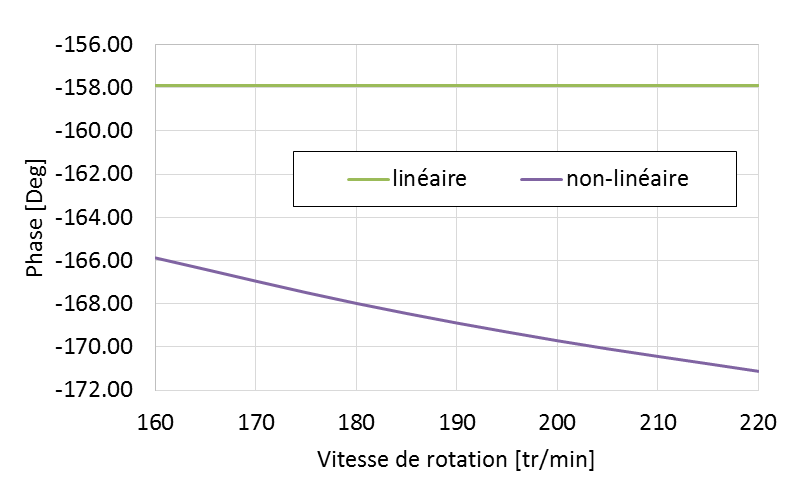 -156.00
-158.00
-160.00
-162.00
-164.00
-166.00
-168.00
-170.00
-172.00
Phase [Deg]
linéaire
non-linéaire
160 170 180 190 200 210 220
Vitesse de rotation [tr/min]